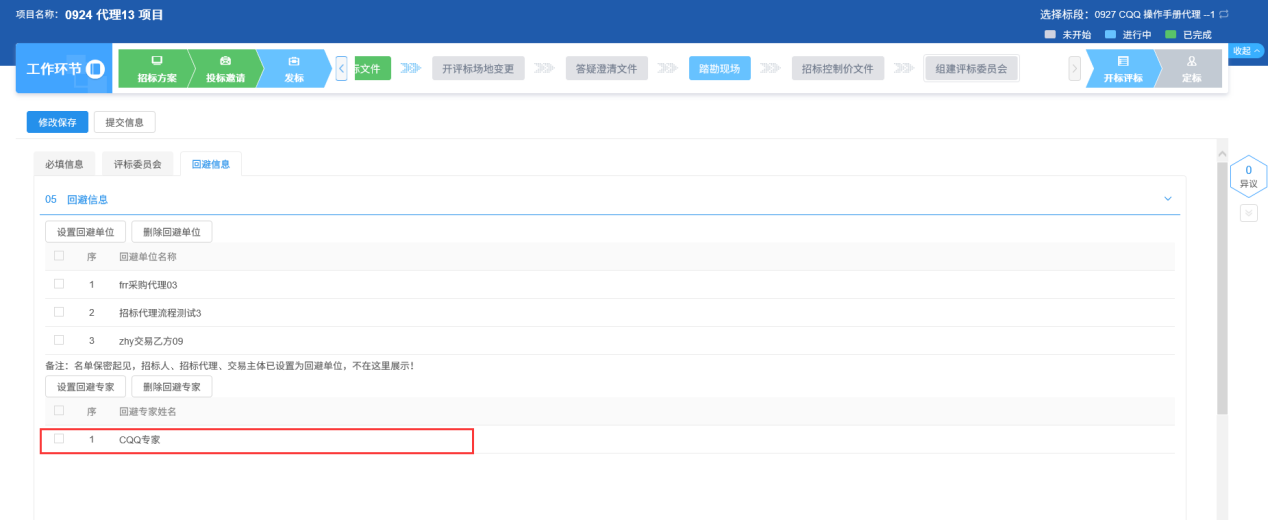 项目名称: 0924 代理13 项目
选择标段: 0927 CQQ 操作手册代理 --1
未开始 进行中 已完成
收起
工作环节
招标方案
投标邀请
发标
示文件
开评标场地变更
答疑澄清文件
踏勘现场
招标控制价文件
组建评标委员会
开标评标
定标
修改保存
提交信息
必填信息
评标委员会
回避信息
0
异议
05 回避信息
设置回避单位
删除回避单位
序 回避单位名称
1 frr采购代理03
2 招标代理流程测试3
3 zhy交易乙方09
备注: 名单保密起见, 招标人、招标代理、交易主体已设置为回避单位, 不在这里展示!
设置回避专家
删除回避专家
序 回避专家姓名
1 CQQ专家